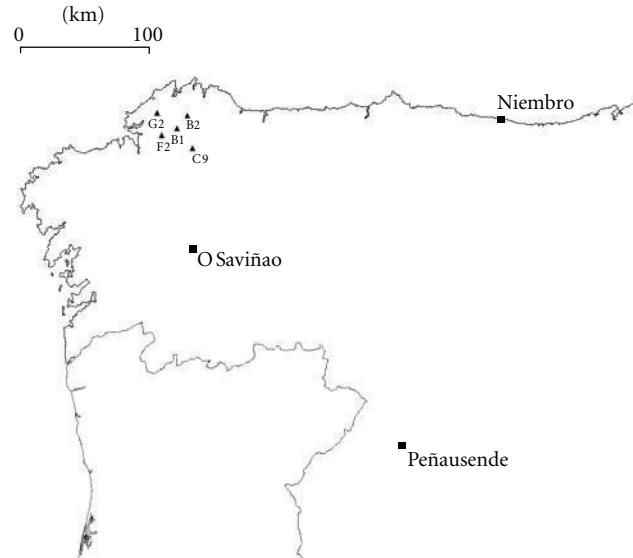 (km)
0 100
Niembro
G2 B2
F2 B1
C9
O Saviñao
Peñausende